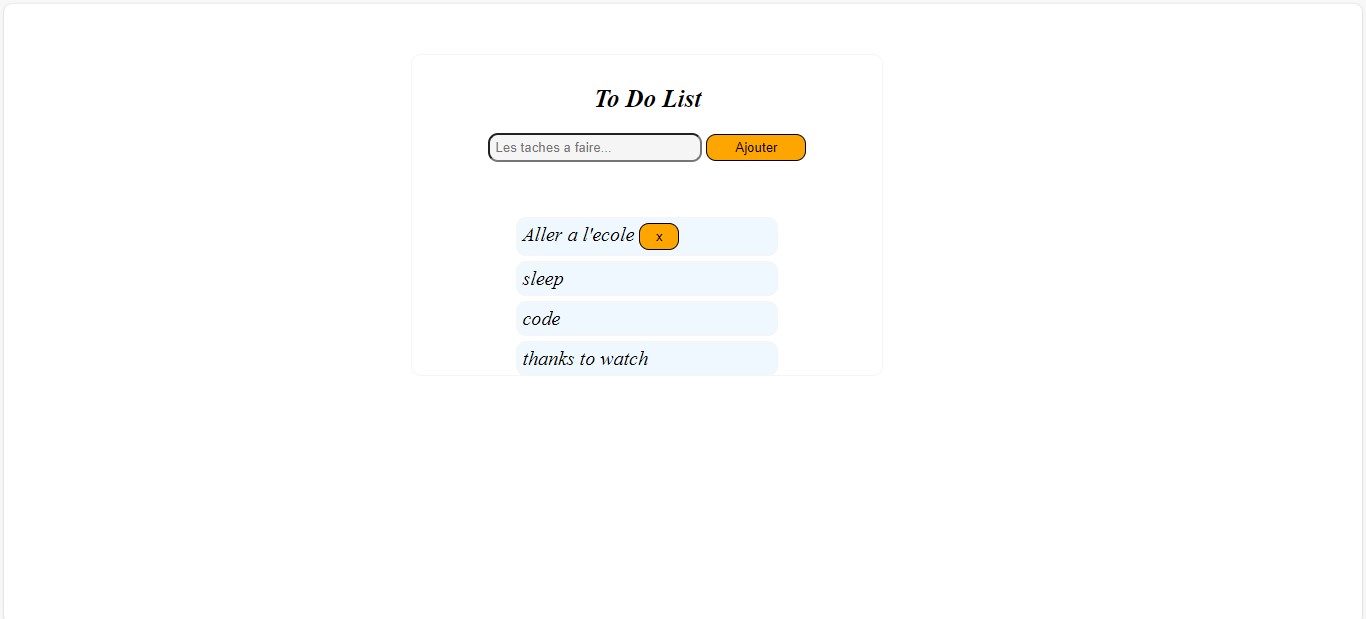 To Do List
Les taches a faire... Ajouter
Aller a l'ecole x
sleep
code
thanks to watch